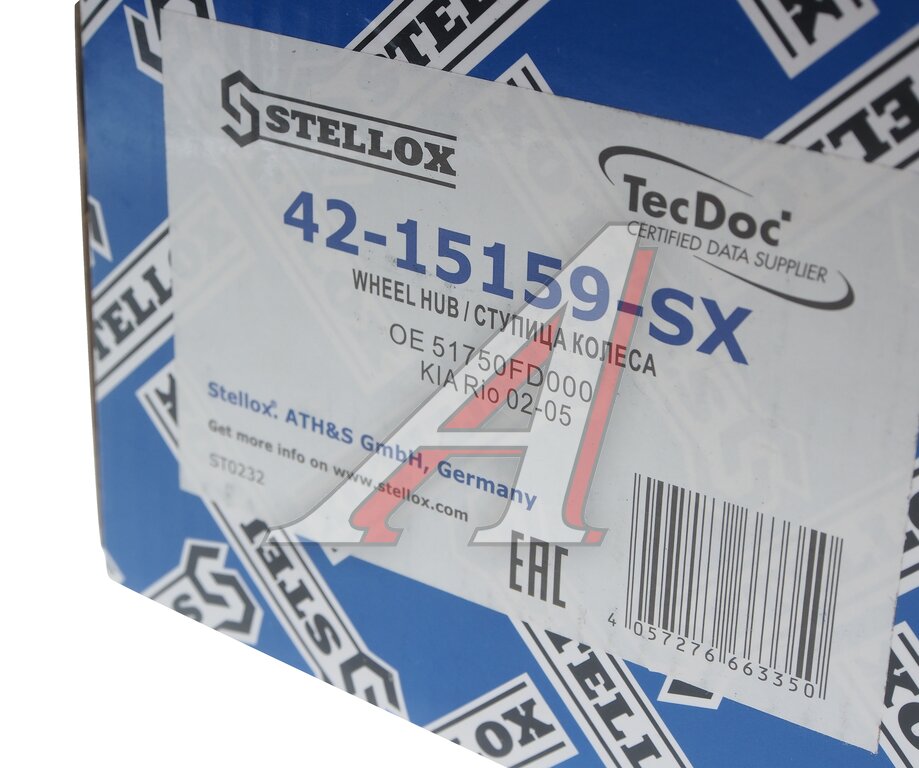 STELLOX
TecDoc
CERTIFIED DATA SUPPLIER
42-15159-SX
WHEEL HUB / СТУПИЦА КОЛЕСА
OE 51750FD000
KIA Rio 02-05
Stellox® ATH&S GmbH, Germany
Get more info on www.stellox.com
ST0232
EAC
4 057276 663350
STELLOX